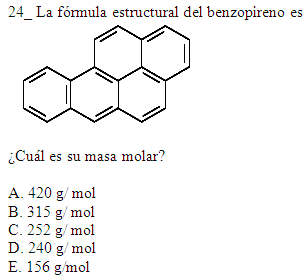 24_ La fórmula estructural del benzopireno es
¿Cuál es su masa molar?
A. 420 g/ mol
B. 315 g/ mol
C. 252 g/ mol
D. 240 g/ mol
E. 156 g/mol